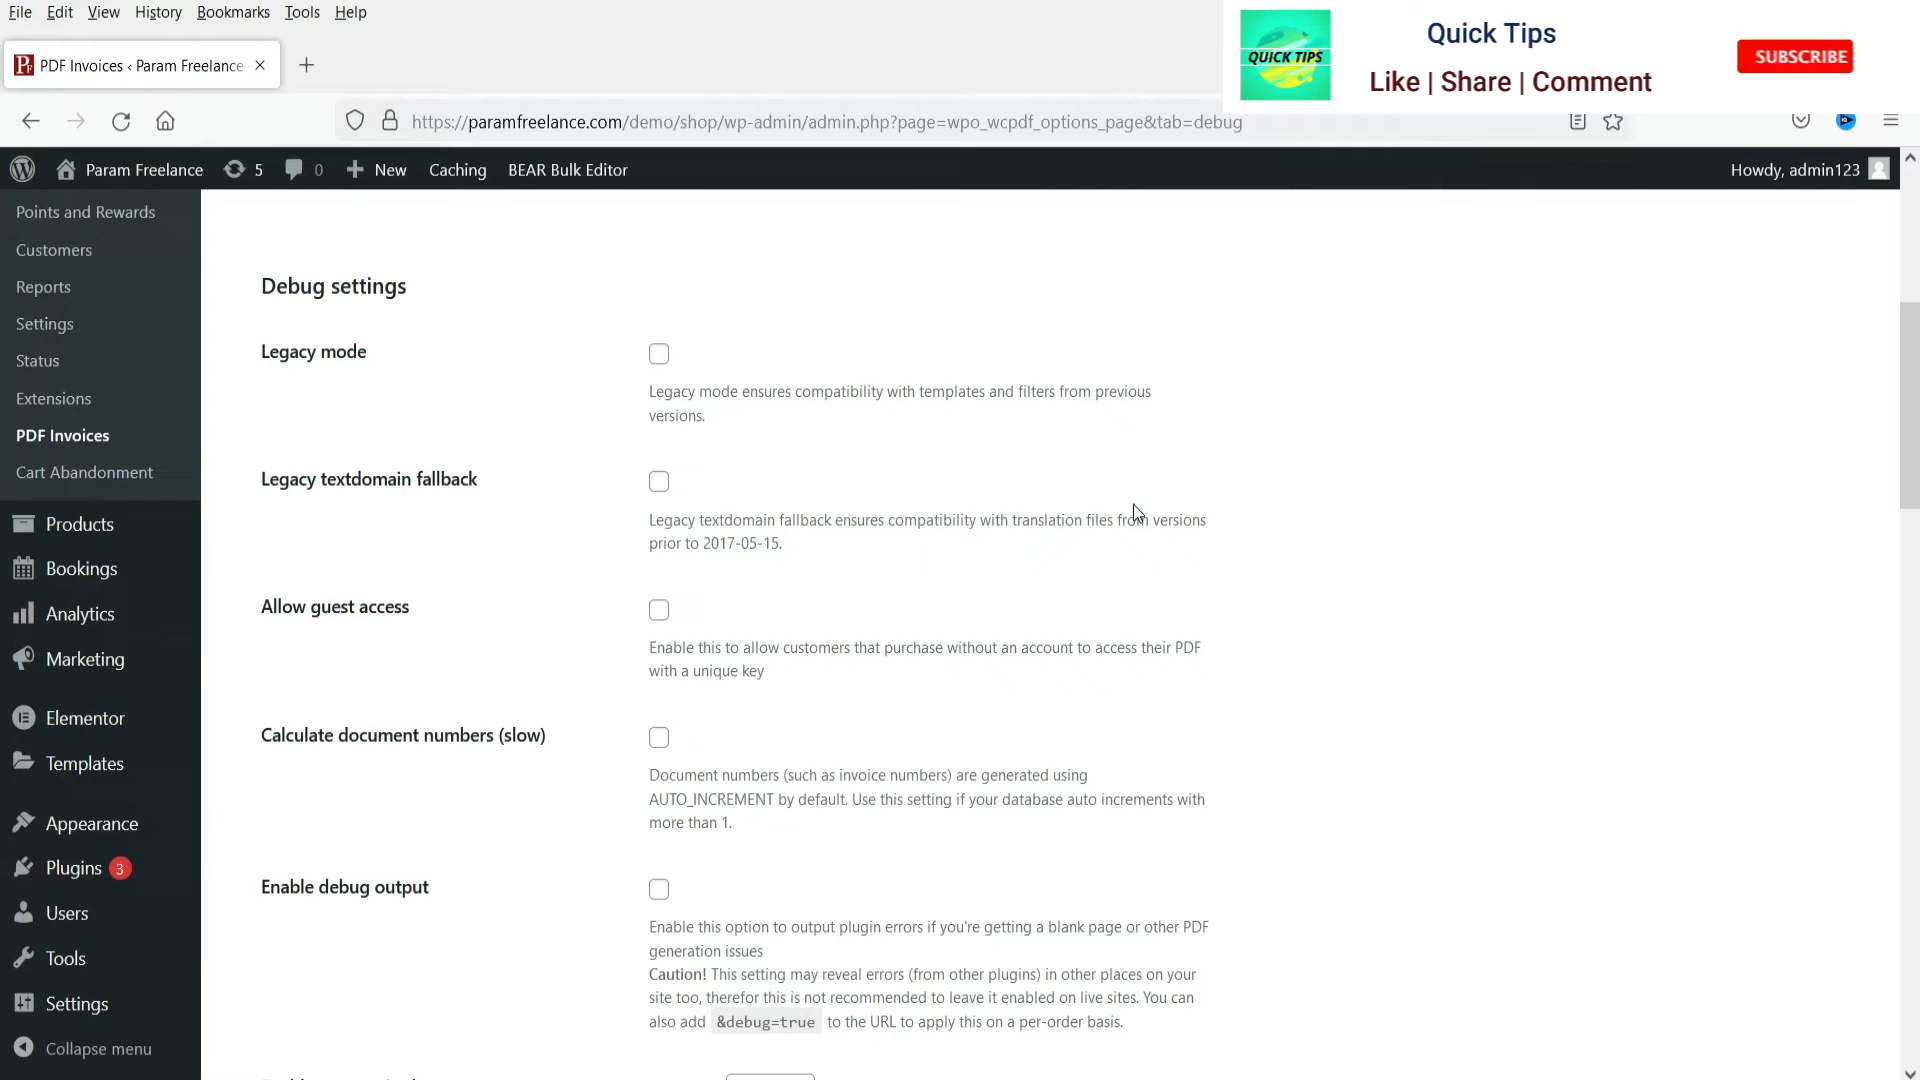 File Edit View History Bookmarks Tools Help
PDF Invoices ‹ Param Freelance
QUICK TIPS
Quick Tips
Like | Share | Comment
SUBSCRIBE
https://paramfreelance.com/demo/shop/wp-admin/admin.php?page=wpo_wcpdf_options_page&tab=debug
Param Freelance 5 0 New Caching BEAR Bulk Editor Howdy, admin123
Points and Rewards
Customers
Reports
Settings
Status
Extensions
PDF Invoices
Cart Abandonment
Products
Bookings
Analytics
Marketing
Elementor
Templates
Appearance
Plugins 3
Users
Tools
Settings
Collapse menu
Debug settings
Legacy mode
Legacy mode ensures compatibility with templates and filters from previous
versions.
Legacy textdomain fallback
Legacy textdomain fallback ensures compatibility with translation files from versions
prior to 2017-05-15.
Allow guest access
Enable this to allow customers that purchase without an account to access their PDF
with a unique key
Calculate document numbers (slow)
Document numbers (such as invoice numbers) are generated using
AUTO_INCREMENT by default. Use this setting if your database auto increments with
more than 1.
Enable debug output
Enable this option to output plugin errors if you're getting a blank page or other PDF
generation issues
Caution! This setting may reveal errors (from other plugins) in other places on your
site too, therefor this is not recommended to leave it enabled on live sites. You can
also add &debug=true to the URL to apply this on a per-order basis.